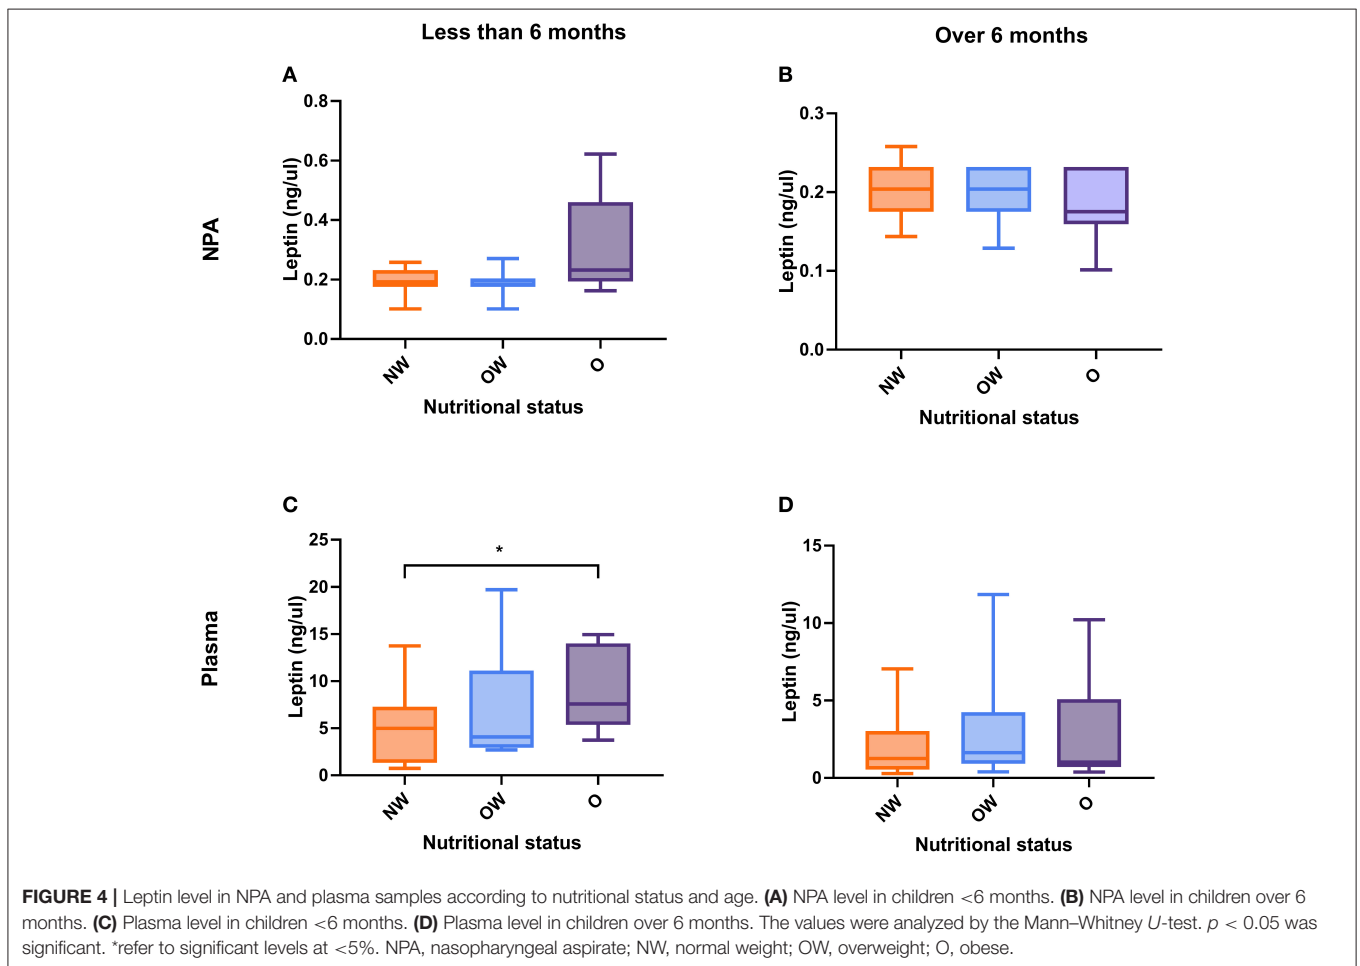 Less than 6 months
Over 6 months
A
0.8
0.6
0.4
0.2
0.0
Leptin (ng/ul)
NW
OW
O
Nutritional status
B
0.3
0.2
0.1
0.0
Leptin (ng/ul)
NW
OW
O
Nutritional status
NPA
C
25
20
15
10
5
0
Leptin (ng/ul)
*
NW
OW
O
Nutritional status
D
15
10
5
0
Leptin (ng/ul)
NW
OW
O
Nutritional status
Plasma
FIGURE 4 | Leptin level in NPA and plasma samples according to nutritional status and age. (A) NPA level in children <6 months. (B) NPA level in children over 6
months. (C) Plasma level in children <6 months. (D) Plasma level in children over 6 months. The values were analyzed by the Mann–Whitney U-test. p < 0.05 was
significant. *refer to significant levels at <5%. NPA, nasopharyngeal aspirate; NW, normal weight; OW, overweight; O, obese.